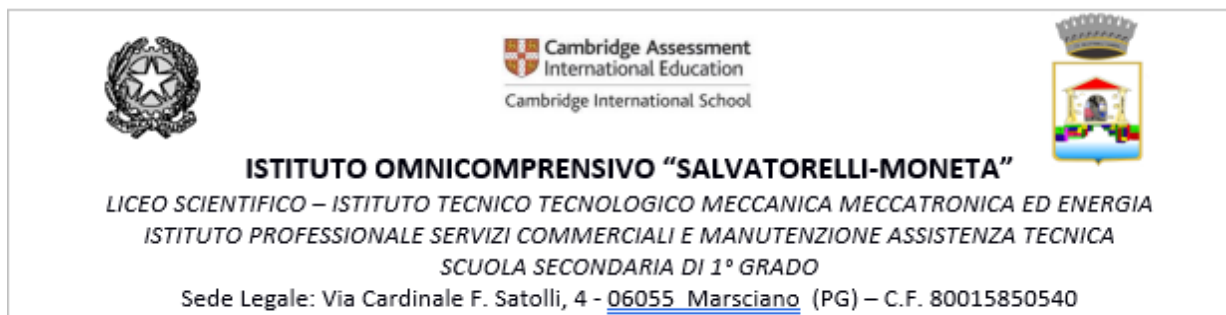 Cambridge Assessment
International Education
Cambridge International School
ISTITUTO OMNICOMPRENSIVO “SALVATORELLI-MONETA”
LICEO SCIENTIFICO – ISTITUTO TECNICO TECNOLOGICO MECCANICA MECCATRONICA ED ENERGIA
ISTITUTO PROFESSIONALE SERVIZI COMMERCIALI E MANUTENZIONE ASSISTENZA TECNICA
SCUOLA SECONDARIA DI 1° GRADO
Sede Legale: Via Cardinale F. Satolli, 4 - 06055 Marsciano (PG) – C.F. 80015850540